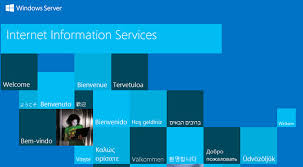 Windows Server
Internet Information Services
Welcome
Bienvenue
Tervetuloa
ようこそ
Benvenuto
歡迎
Bem-vindo
Bienvenido
Hoş geldiniz
ברוכים הבאים
Welkom
Vítejte
Καλώς
ορίσατε
Välkommen
환영합니다
Добро
пожаловать
Üdvözöljük